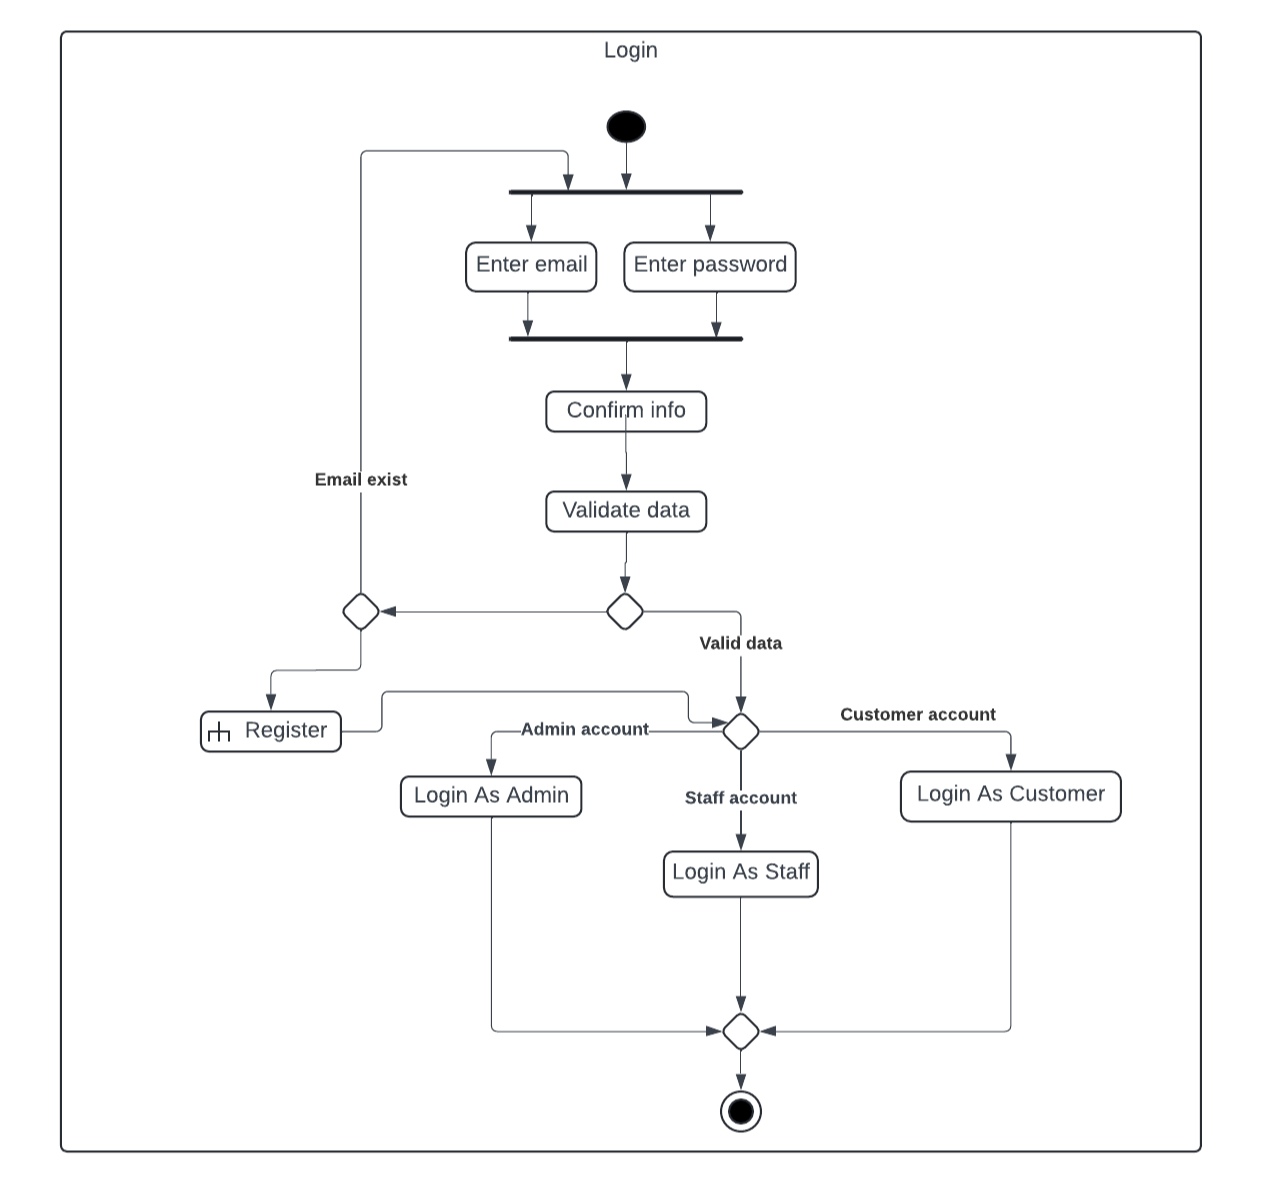 Login
Enter email
Enter password
Confirm info
Email exist
Validate data
Valid data
Register
Admin account
Customer account
Login As Admin
Staff account
Login As Customer
Login As Staff